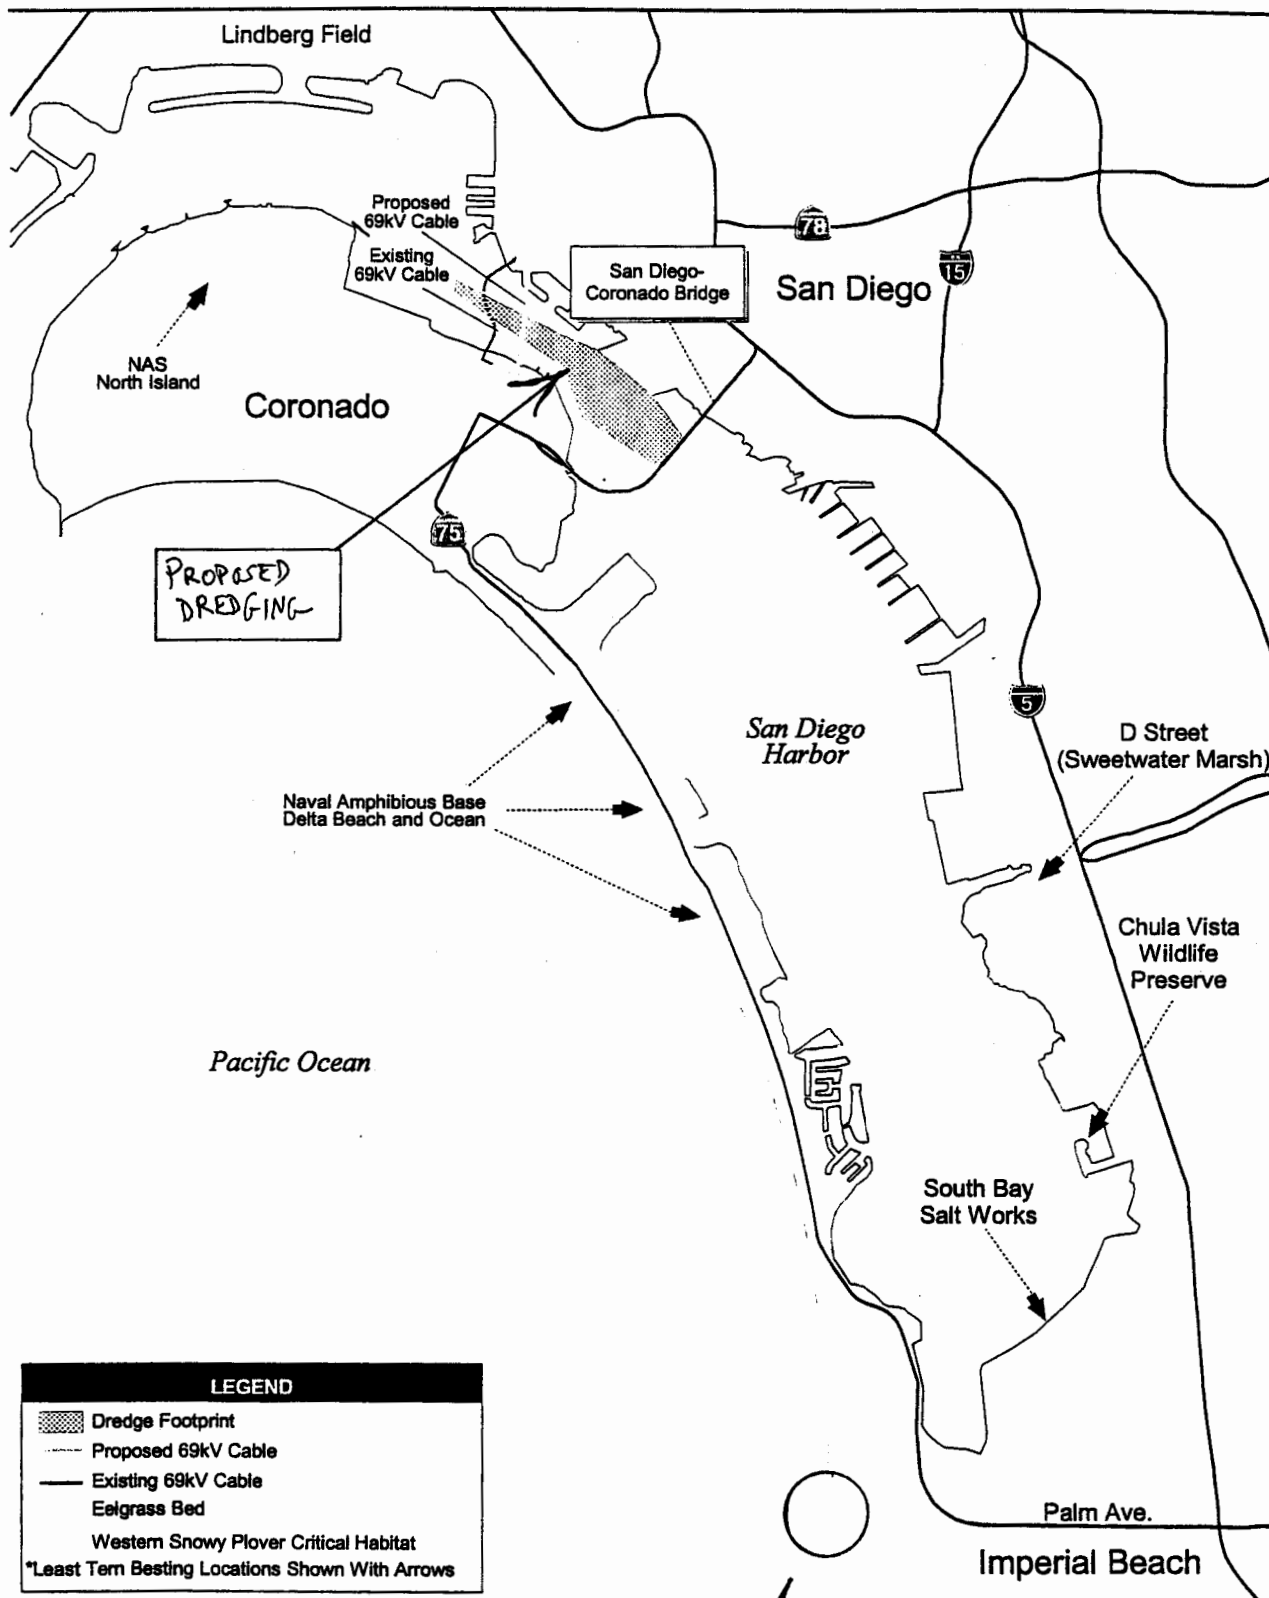 Lindberg Field
Proposed
69kV Cable
Existing
69kV Cable
San Diego-
Coronado Bridge
78
15
San Diego
NAS
North Island
Coronado
75
PROPOSED
DREDGING
5
San Diego
Harbor
D Street
(Sweetwater Marsh)
Naval Amphibious Base
Delta Beach and Ocean
Chula Vista
Wildlife
Preserve
Pacific Ocean
South Bay
Salt Works
LEGEND
Dredge Footprint
Proposed 69kV Cable
Existing 69kV Cable
Eelgrass Bed
Western Snowy Plover Critical Habitat
*Least Tern Besting Locations Shown With Arrows
Palm Ave.
Imperial Beach